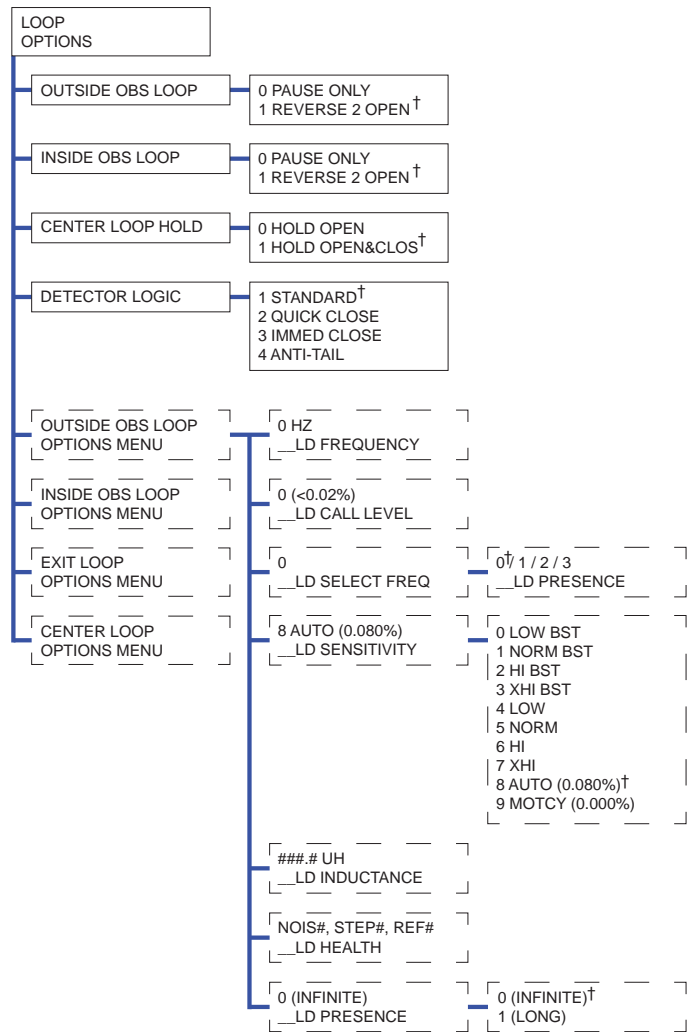 LOOP
OPTIONS
OUTSIDE OBS LOOP
0 PAUSE ONLY
1 REVERSE 2 OPEN†
INSIDE OBS LOOP
0 PAUSE ONLY
1 REVERSE 2 OPEN†
CENTER LOOP HOLD
0 HOLD OPEN
1 HOLD OPEN&CLOS†
DETECTOR LOGIC
1 STANDARD†
2 QUICK CLOSE
3 IMMED CLOSE
4 ANTI-TAIL
OUTSIDE OBS LOOP
OPTIONS MENU
0 HZ
__LD FREQUENCY
INSIDE OBS LOOP
OPTIONS MENU
0 (<0.02%)
__LD CALL LEVEL
EXIT LOOP
OPTIONS MENU
0
__LD SELECT FREQ
0†/ 1 / 2 / 3
__LD PRESENCE
CENTER LOOP
OPTIONS MENU
8 AUTO (0.080%)
__LD SENSITIVITY
0 LOW BST
1 NORM BST
2 HI BST
3 XHI BST
4 LOW
5 NORM
6 HI
7 XHI
8 AUTO (0.080%)†
9 MOTCY (0.000%)
###.# UH
__LD INDUCTANCE
NOIS#, STEP#, REF#
__LD HEALTH
0 (INFINITE)
__LD PRESENCE
0 (INFINITE)†
1 (LONG)